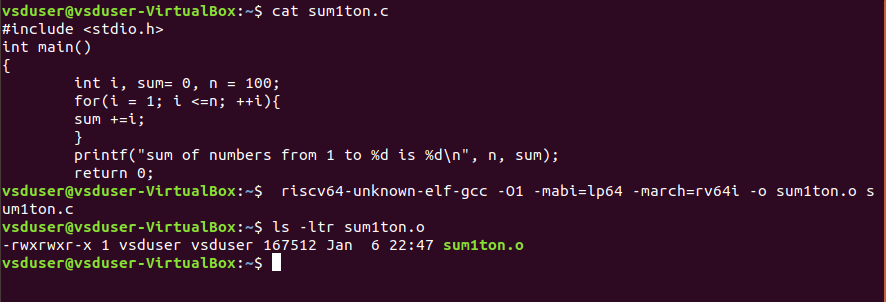 vsduser@vsduser-VirtualBox:~$ cat sum1ton.c
#include <stdio.h>
int main()
{
        int i, sum= 0, n = 100;
        for(i = 1; i <=n; ++i){
        sum +=i;
        }
        printf("sum of numbers from 1 to %d is %d\n", n, sum);
        return 0;
vsduser@vsduser-VirtualBox:~$  riscv64-unknown-elf-gcc -O1 -mabi=lp64 -march=rv64i -o sum1ton.o s
um1ton.c
vsduser@vsduser-VirtualBox:~$ ls -ltr sum1ton.o
-rwxrwxr-x 1 vsduser vsduser 167512 Jan  6 22:47 sum1ton.o
vsduser@vsduser-VirtualBox:~$